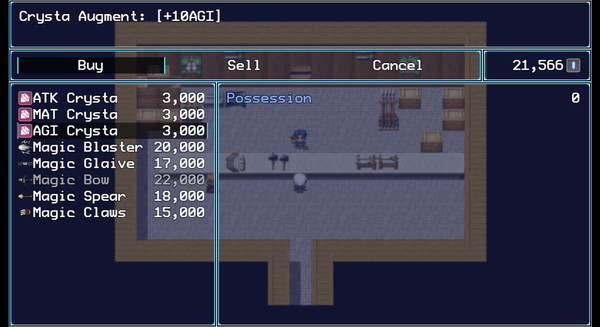 Crysta Augment: [+10AGI]
Buy Sell Cancel 21,566
ATK Crysta 3,000 Possession 0
MAT Crysta 3,000
AGI Crysta 3,000
Magic Blaster 20,000
Magic Glaive 17,000
Magic Bow 22,000
Magic Spear 18,000
Magic Claws 15,000